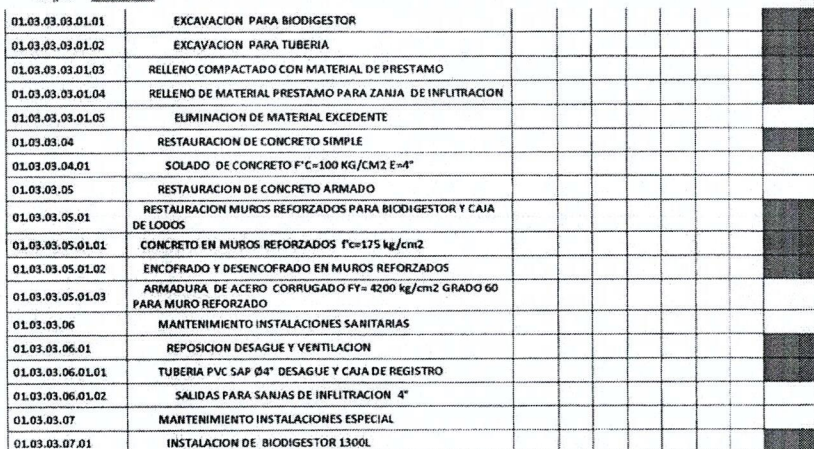 01.03.03.03.01.01 EXCAVACION PARA BIODIGESTOR
01.03.03.03.01.02 EXCAVACION PARA TUBERIA
01.03.03.03.01.03 RELLENO COMPACTADO CON MATERIAL DE PRESTAMO
01.03.03.03.01.04 RELLENO DE MATERIAL PRESTAMO PARA ZANJA DE INFLITRACION
01.03.03.03.01.05 ELIMINACION DE MATERIAL EXCEDENTE
01.03.03.04 RESTAURACION DE CONCRETO SIMPLE
01.03.03.04.01 SOLADO DE CONCRETO F'C=100 KG/CM2 E=4"
01.03.03.05 RESTAURACION DE CONCRETO ARMADO
01.03.03.05.01 RESTAURACION MUROS REFORZADOS PARA BIODIGESTOR Y CAJA
DE LODOS
01.03.03.05.01.01 CONCRETO EN MUROS REFORZADOS f'c=175 kg/cm2
01.03.03.05.01.02 ENCOFRADO Y DESENCOFRADO EN MUROS REFORZADOS
01.03.03.05.01.03 ARMADURA DE ACERO CORRUGADO FY= 4200 kg/cm2 GRADO 60
PARA MURO REFORZADO
01.03.03.06 MANTENIMIENTO INSTALACIONES SANITARIAS
01.03.03.06.01 REPOSICION DESAGUE Y VENTILACION
01.03.03.06.01.01 TUBERIA PVC SAP Ø4" DESAGUE Y CAJA DE REGISTRO
01.03.03.06.01.02 SALIDAS PARA SANJAS DE INFLITRACION 4"
01.03.03.07 MANTENIMIENTO INSTALACIONES ESPECIAL
01.03.03.07.01 INSTALACION DE BIODIGESTOR 1300L